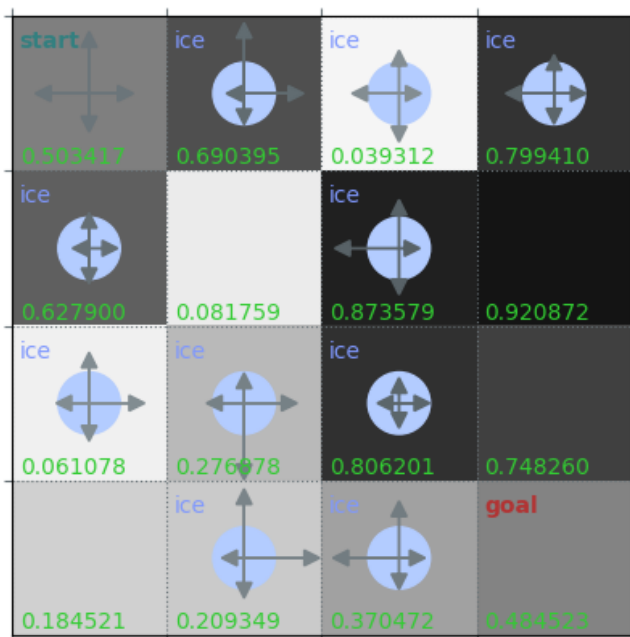 start ice ice ice
0.503417 0.690395 0.039312 0.799410
ice ice
0.627900 0.081759 0.873579 0.920872
ice ice ice
0.061078 0.276978 0.806201 0.748260
ice ice goal
0.184521 0.209349 0.370472 0.484523